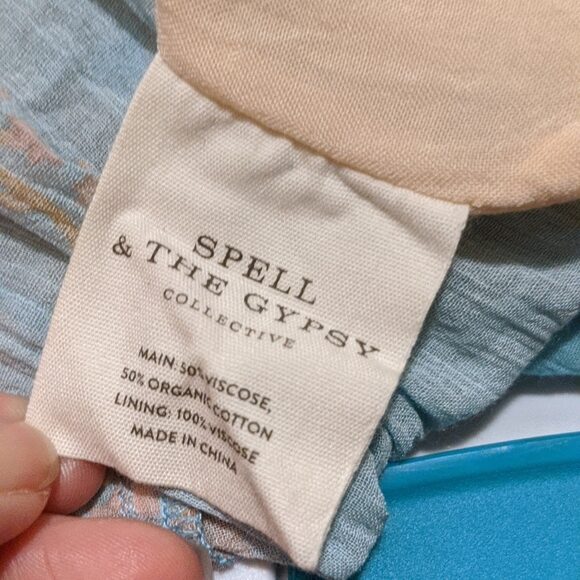 SPELL
& THE GYPSY
COLLECTIVE
MAIN: 50% VISCOSE,
50% ORGANIC COTTON
LINING: 100% VISCOSE
MADE IN CHINA